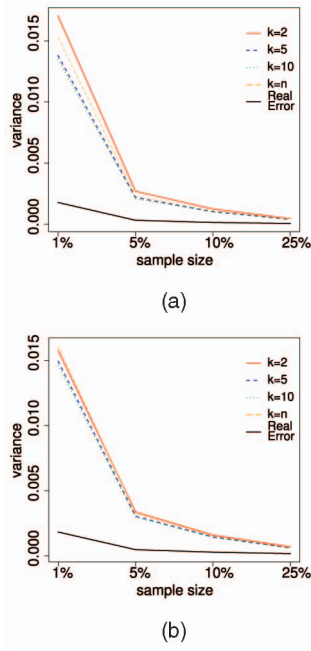 0.015
0.010
0.005
0.000
variance
k=2
k=5
k=10
k=n
Real
Error
1% 5% 10% 25%
sample size
(a)
0.015
0.010
0.005
0.000
variance
k=2
k=5
k=10
k=n
Real
Error
1% 5% 10% 25%
sample size
(b)